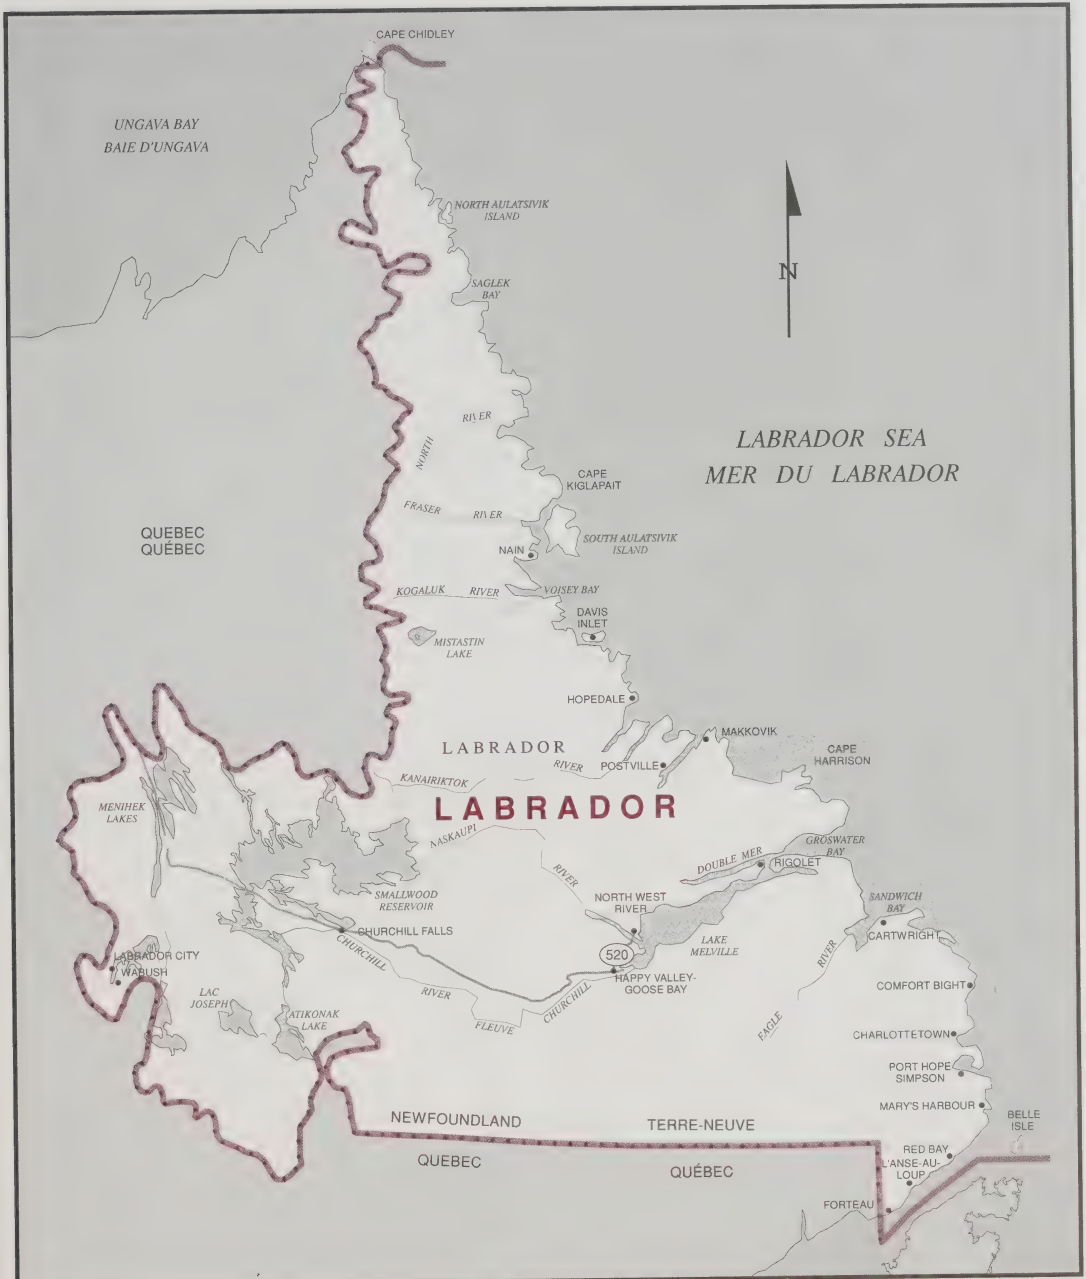 CAPE CHIDLEY
UNGAVA BAY
BAIE D'UNGAVA
NORTH AULATSIVIK
ISLAND
N
SAGLEK
BAY
NORTH
RIVER
LABRADOR SEA
MER DU LABRADOR
CAPE
KIGLAPAIT
FRASER
RIVER
QUEBEC
QUÉBEC
SOUTH AULATSIVIK
ISLAND
NAIN
KOGALUK
RIVER
VOISEY BAY
DAVIS
INLET
MISTASTIN
LAKE
HOPEDALE
LABRADOR
MAKKOVIK
CAPE
HARRISON
RIVER
POSTVILLE
KANAIRIKTOK
LABRADOR
MENIHEK
LAKES
NASKAUPI
RIVER
GROSWATER
BAY
DOUBLE MER
RIGOLET
SMALLWOOD
RESERVOIR
NORTH WEST
RIVER
SANDWICH
BAY
CHURCHILL FALLS
CARTWRIGHT
LAKE
MELVILLE
CHURCHILL
RIVER
520
LABRADOR CITY
WABUSH
HAPPY VALLEY-
GOOSE BAY
RIVER
COMFORT BIGHT
LAC
JOSEPH
ATIKONAK
LAKE
FLEUVE
CHURCHILL
EAGLE
CHARLOTTETOWN
PORT HOPE
SIMPSON
MARY'S HARBOUR
BELLE
ISLE
NEWFOUNDLAND
TERRE-NEUVE
QUEBEC
QUÉBEC
RED BAY
L'ANSE-AU-
LOUP
FORTEAU